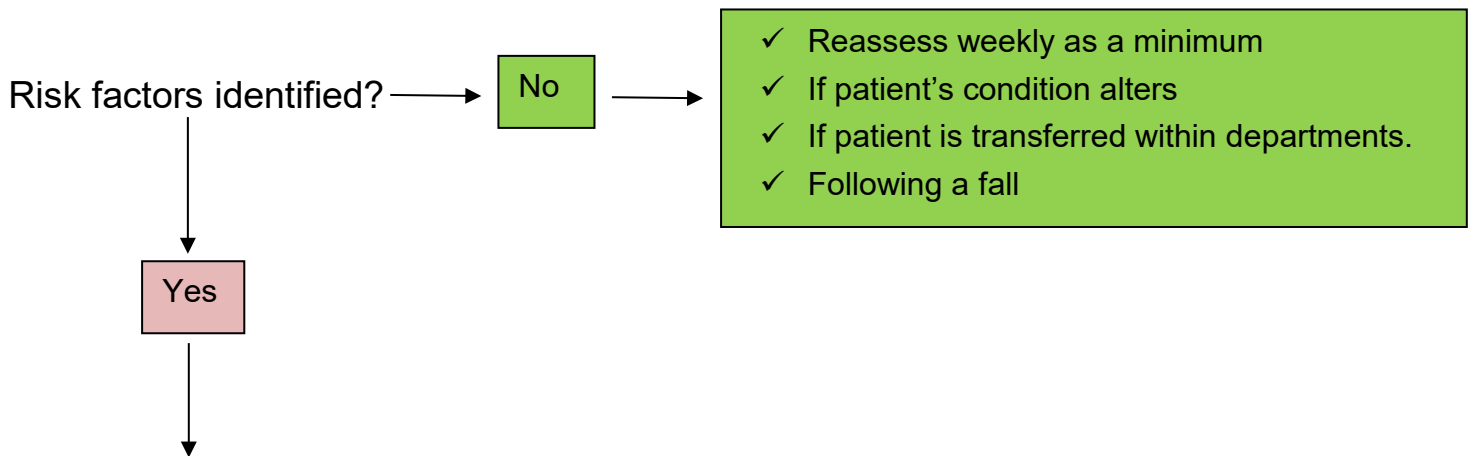 Risk factors identified?
No
✓ Reassess weekly as a minimum
✓ If patient’s condition alters
✓ If patient is transferred within departments.
✓ Following a fall
Yes